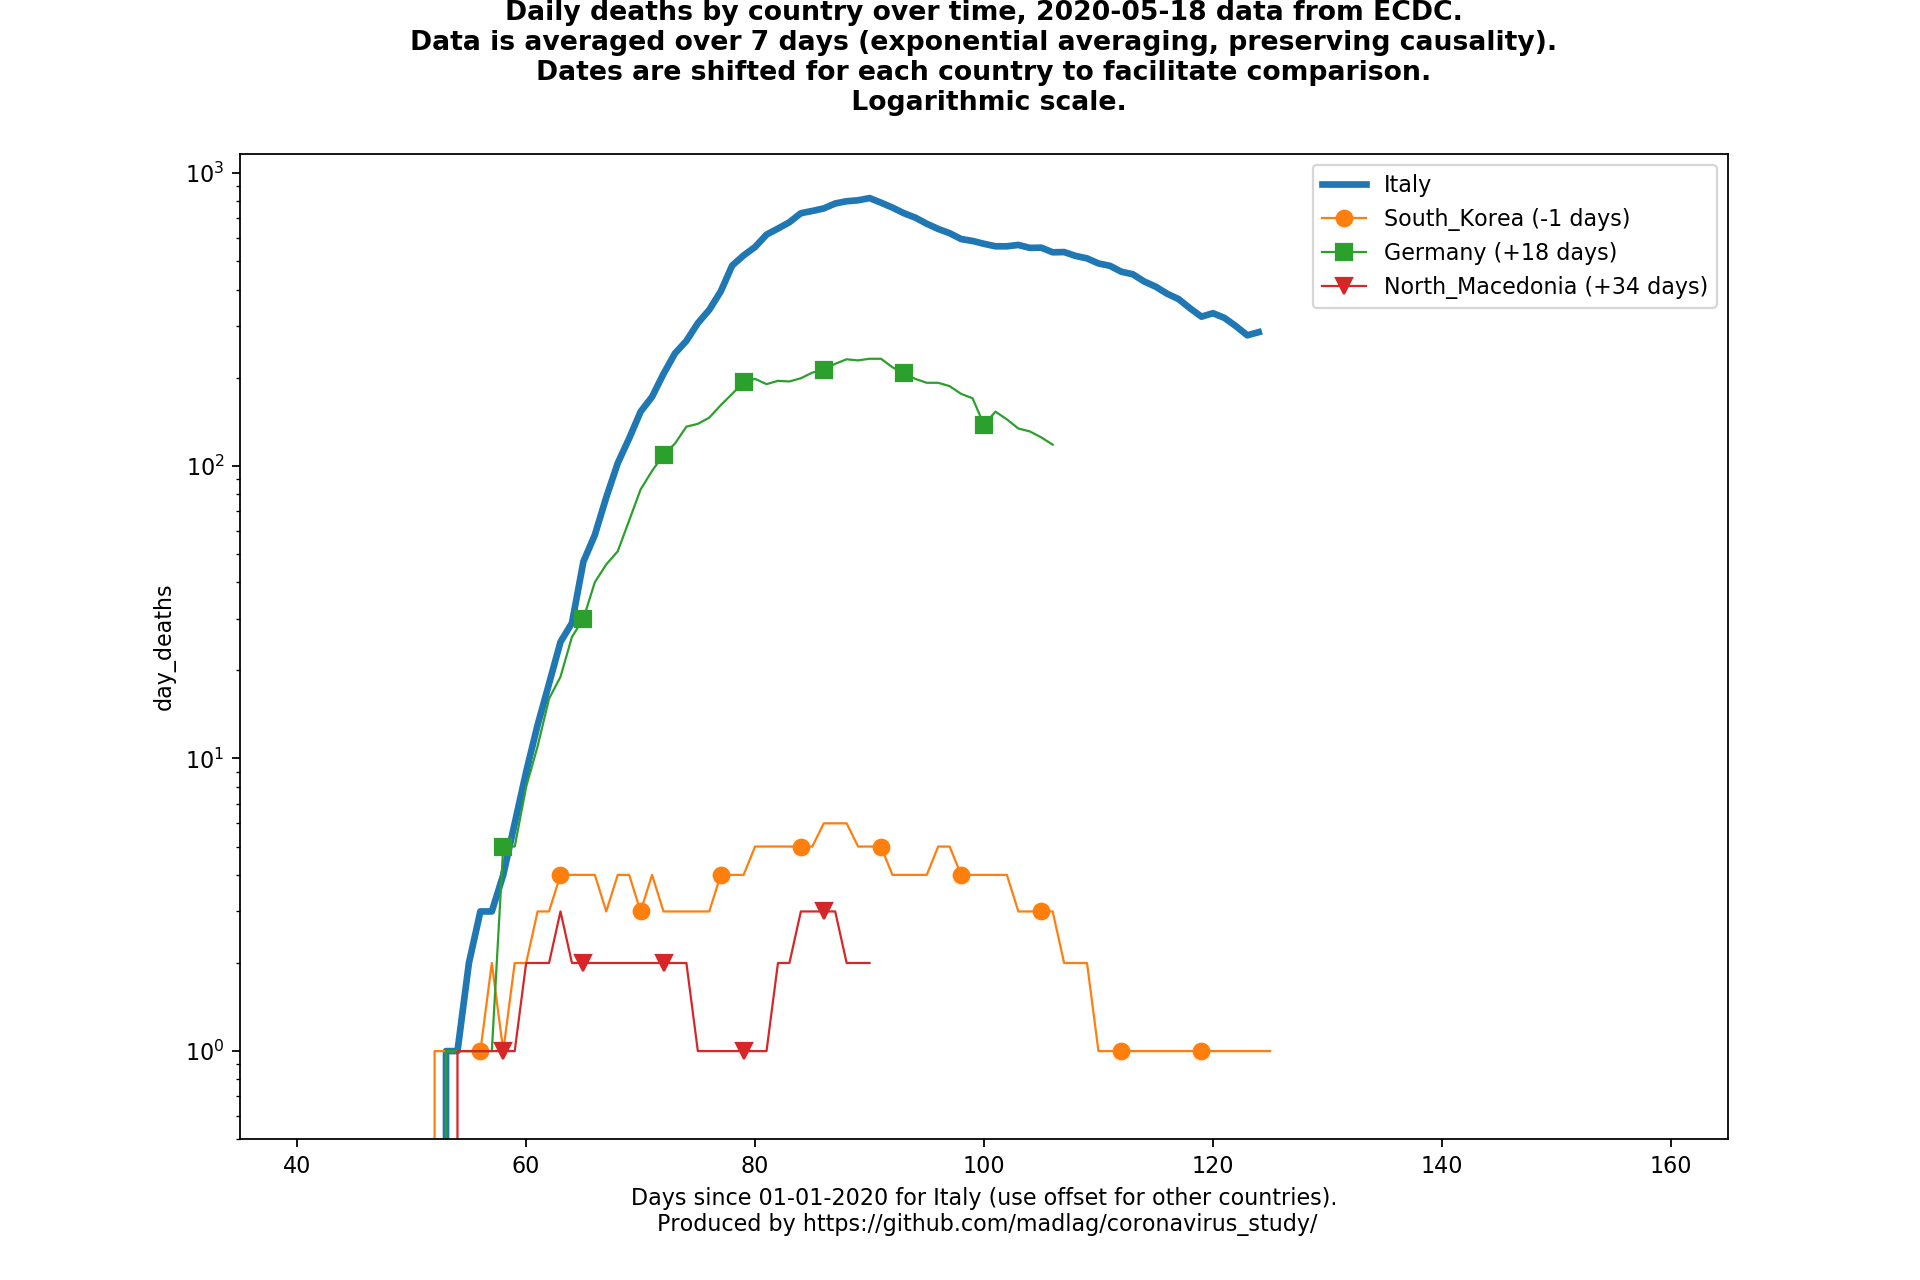 Daily deaths by country over time, 2020-05-18 data from ECDC.
Data is averaged over 7 days (exponential averaging, preserving causality).
Dates are shifted for each country to facilitate comparison.
Logarithmic scale.
10³
10²
10¹
10⁰
day_deaths
Italy
South_Korea (-1 days)
Germany (+18 days)
North_Macedonia (+34 days)
40 60 80 100 120 140 160
Days since 01-01-2020 for Italy (use offset for other countries).
Produced by https://github.com/madlag/coronavirus_study/